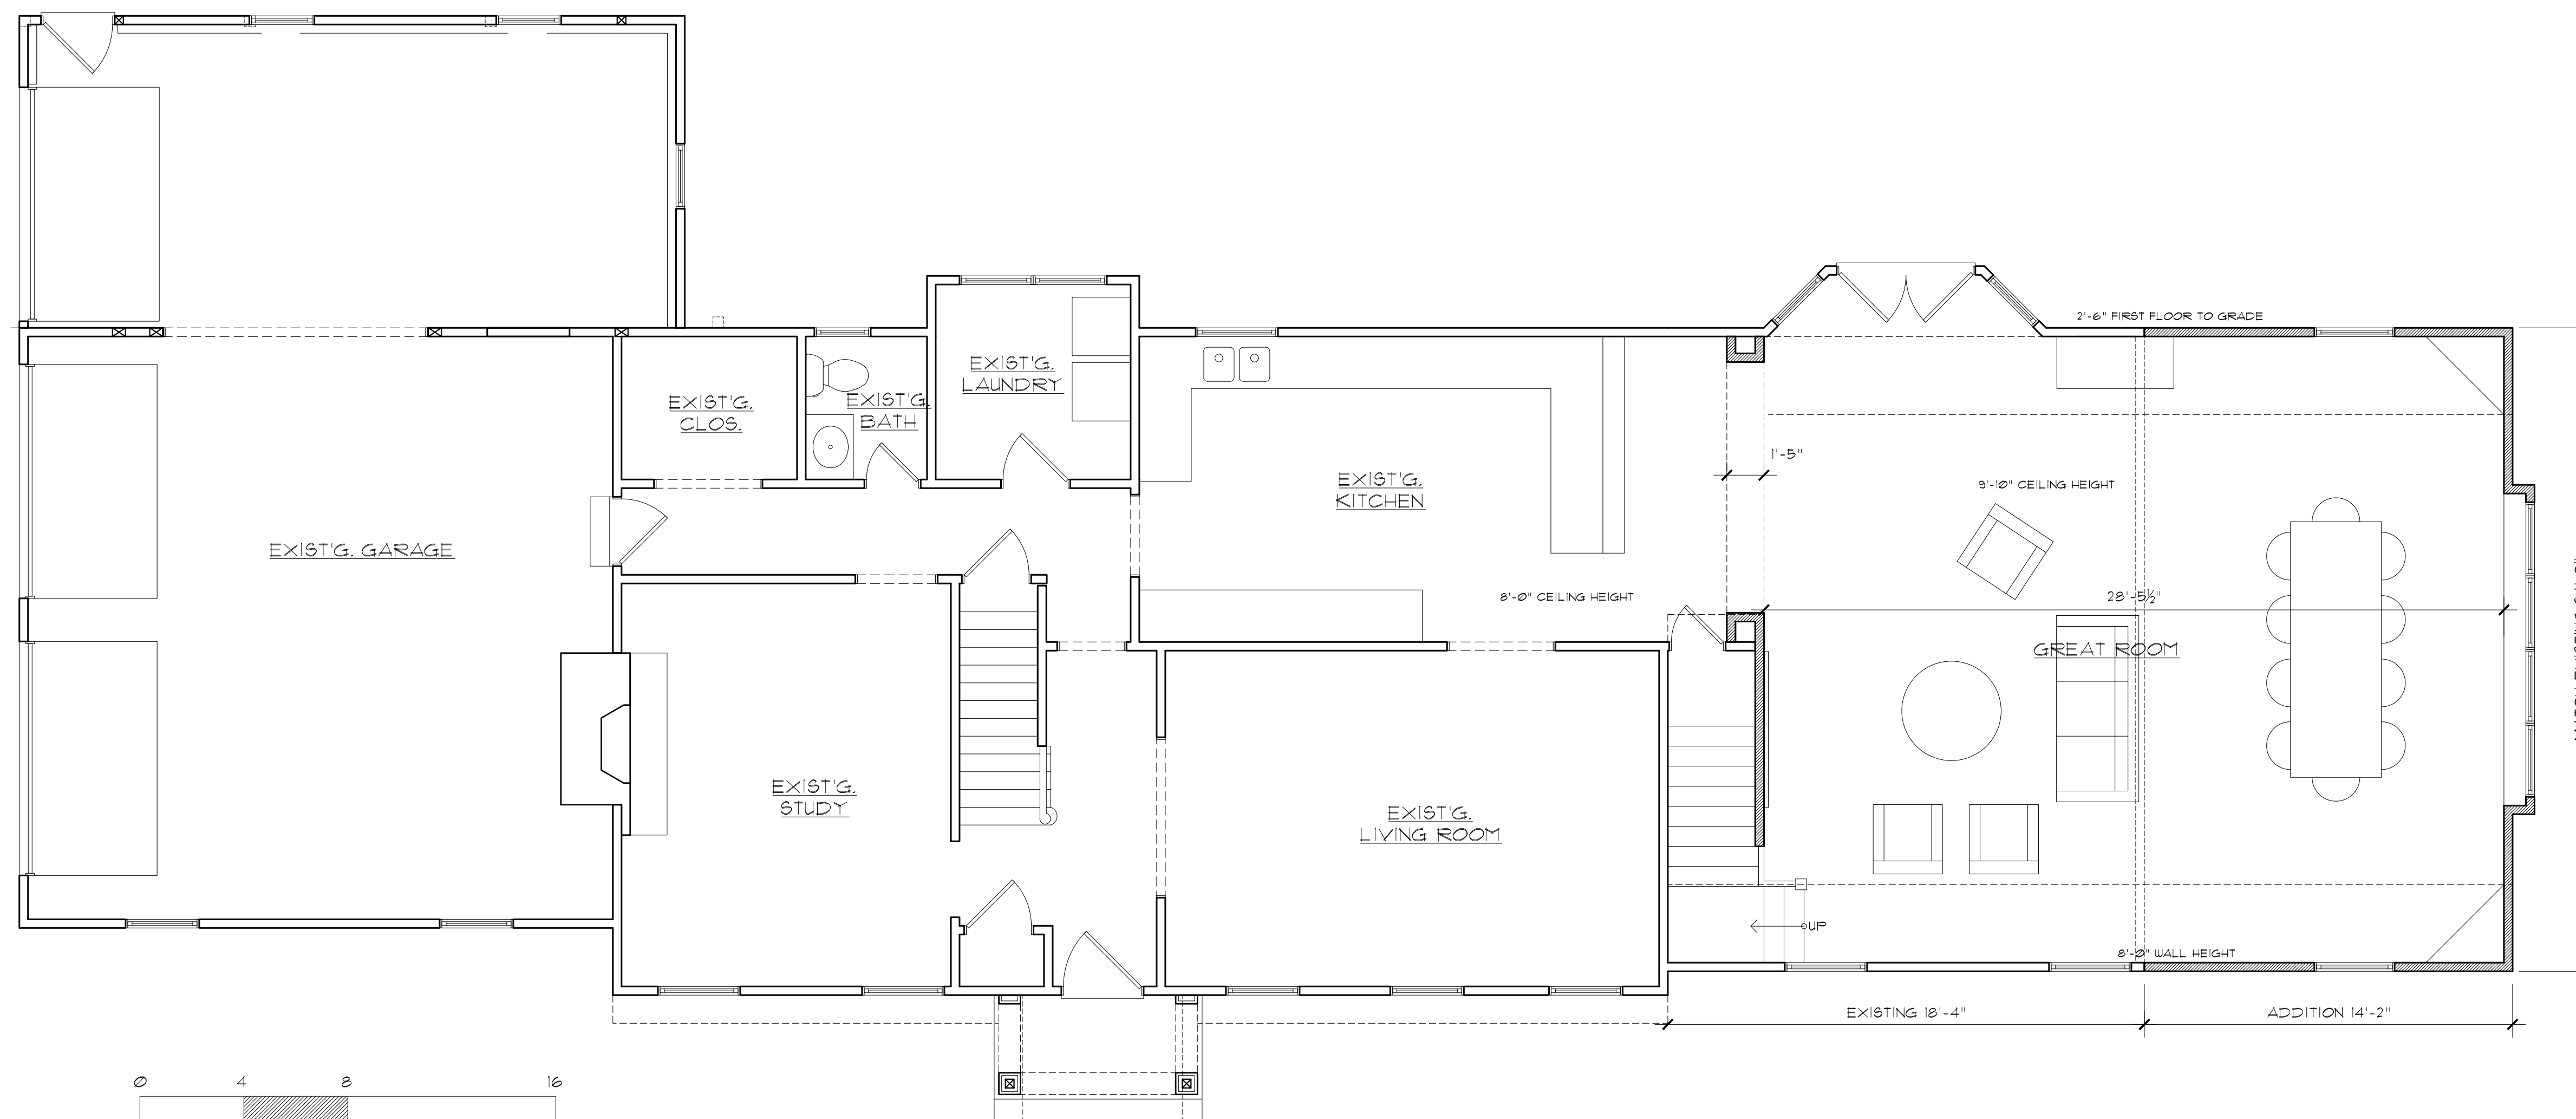 2'-6" FIRST FLOOR TO GRADE
EXIST'G.
LAUNDRY
EXIST'G.
CLOS.
EXIST'G.
BATH
1'-5"
EXIST'G.
KITCHEN
9'-10" CEILING HEIGHT
EXIST'G. GARAGE
8'-0" CEILING HEIGHT
28'-5½"
GREAT ROOM
EXIST'G.
STUDY
EXIST'G.
LIVING ROOM
UP
8'-0" WALL HEIGHT
EXISTING 18'-4"
ADDITION 14'-2"
0 4 8 16